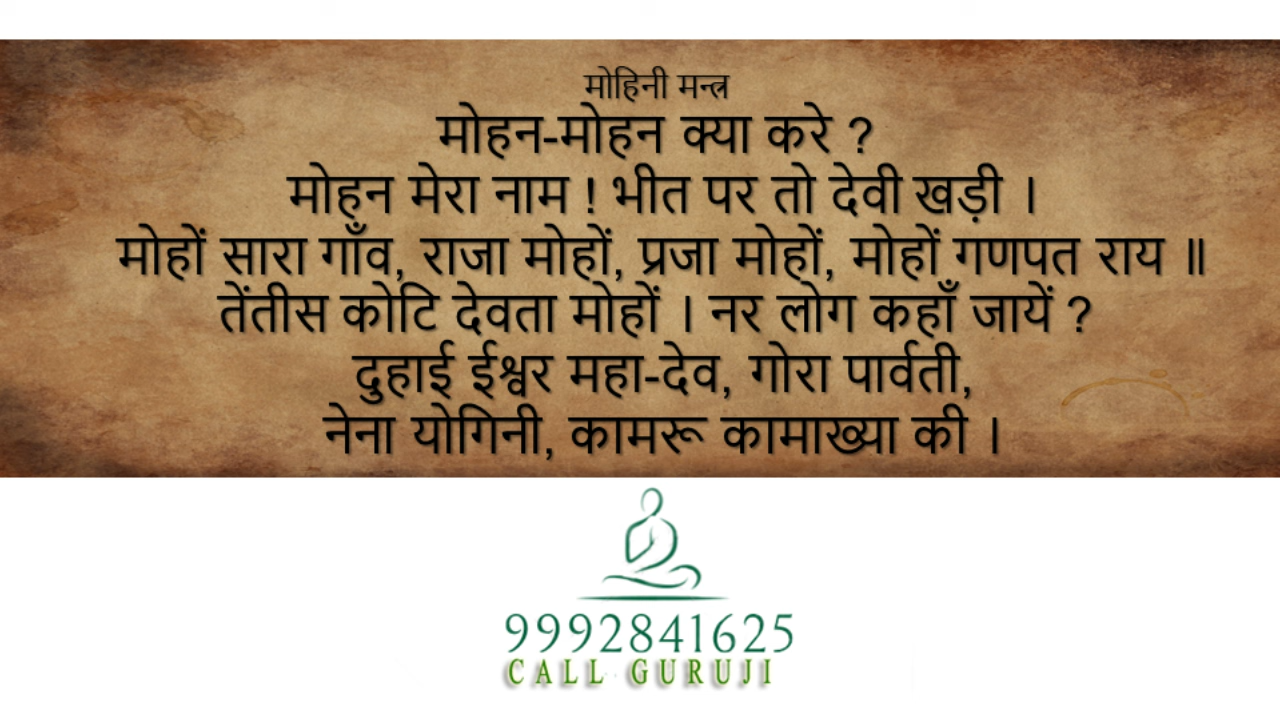 मोहिनी मन्त्र
मोहन-मोहन क्या करे ?
मोहन मेरा नाम ! भीत पर तो देवी खड़ी ।
मोहों सारा गाँव, राजा मोहों, प्रजा मोहों, मोहों गणपत राय ॥
तेंतीस कोटि देवता मोहों । नर लोग कहाँ जायें ?
दुहाई ईश्वर महा-देव, गोरा पार्वती,
नेना योगिनी, कामरू कामाख्या की ।
9992841625
CALL GURUJI